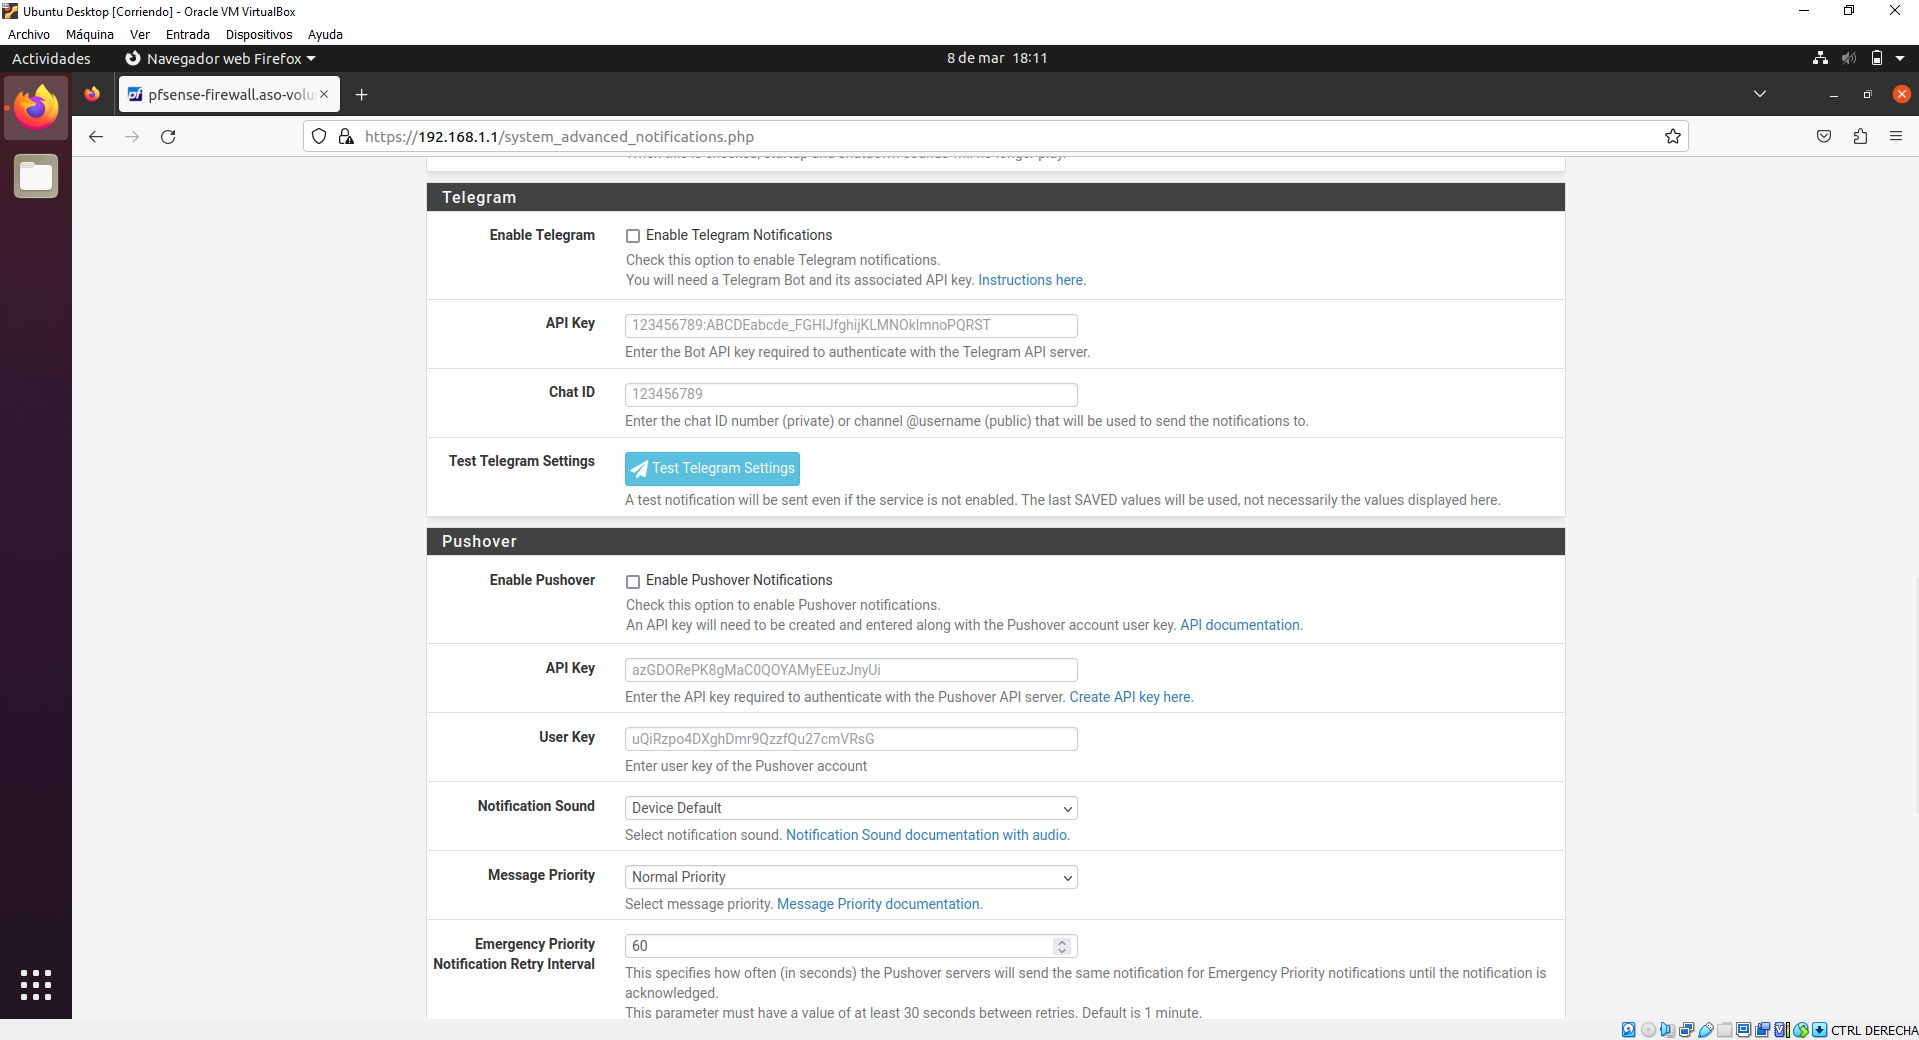 Ubuntu Desktop [Corriendo] - Oracle VM VirtualBox
Archivo Máquina Ver Entrada Dispositivos Ayuda
Actividades Navegador web Firefox 8 de mar 18:11
pfsense-firewall.aso-volu
https://192.168.1.1/system_advanced_notifications.php
When this is checked, startup and shutdown sounds will no longer play.
Telegram
Enable Telegram Enable Telegram Notifications
Check this option to enable Telegram notifications.
You will need a Telegram Bot and its associated API key. Instructions here.
API Key 123456789:ABCDEabcde_FGHIJfghijKLMNOklmnoPQRST
Enter the Bot API key required to authenticate with the Telegram API server.
Chat ID 123456789
Enter the chat ID number (private) or channel @username (public) that will be used to send the notifications to.
Test Telegram Settings Test Telegram Settings
A test notification will be sent even if the service is not enabled. The last SAVED values will be used, not necessarily the values displayed here.
Pushover
Enable Pushover Enable Pushover Notifications
Check this option to enable Pushover notifications.
An API key will need to be created and entered along with the Pushover account user key. API documentation.
API Key azGDORePK8gMaC0QOYAMyEEuzJnyUi
Enter the API key required to authenticate with the Pushover API server. Create API key here.
User Key uQiRzpo4DXghDmr9QzzfQu27cmVRsG
Enter user key of the Pushover account
Notification Sound Device Default
Select notification sound. Notification Sound documentation with audio.
Message Priority Normal Priority
Select message priority. Message Priority documentation.
Emergency Priority Notification Retry Interval 60
This specifies how often (in seconds) the Pushover servers will send the same notification for Emergency Priority notifications until the notification is
acknowledged.
This parameter must have a value of at least 30 seconds between retries. Default is 1 minute.
CTRL DERECHA